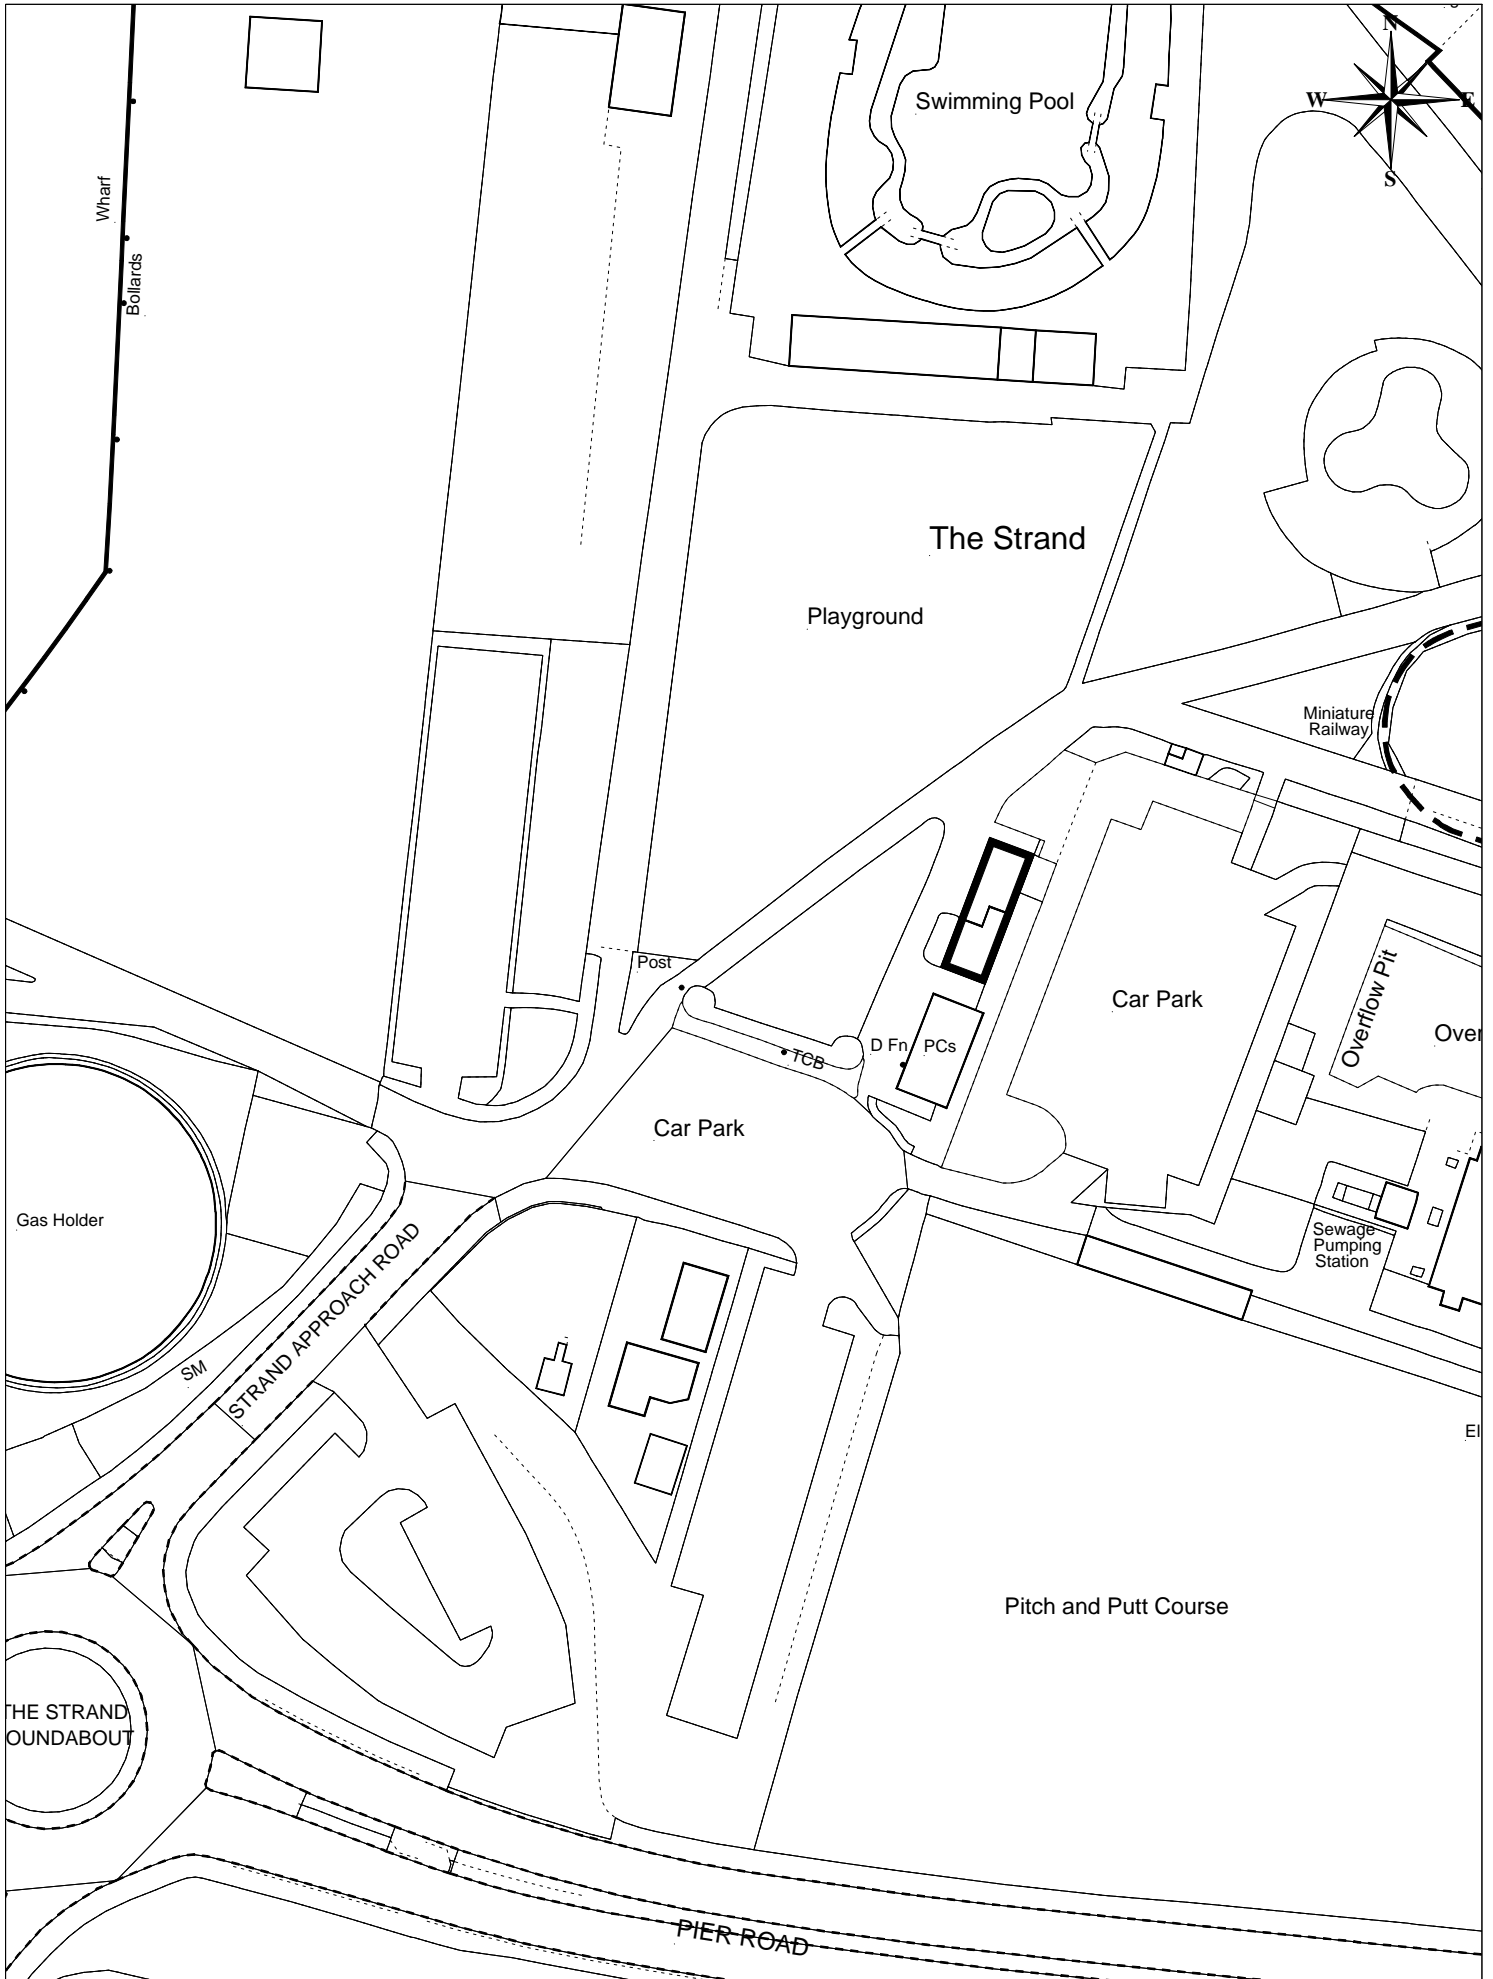 N
W
E
S
Swimming Pool
Wharf
Bollards
The Strand
Playground
Miniature
Railway
Post
TCB
D Fn
PCs
Car Park
Overflow Pit
Over
Car Park
Gas Holder
STRAND APPROACH ROAD
SM
Sewage
Pumping
Station
El
Pitch and Putt Course
THE STRAND
OUNDABOUT
PIER ROAD